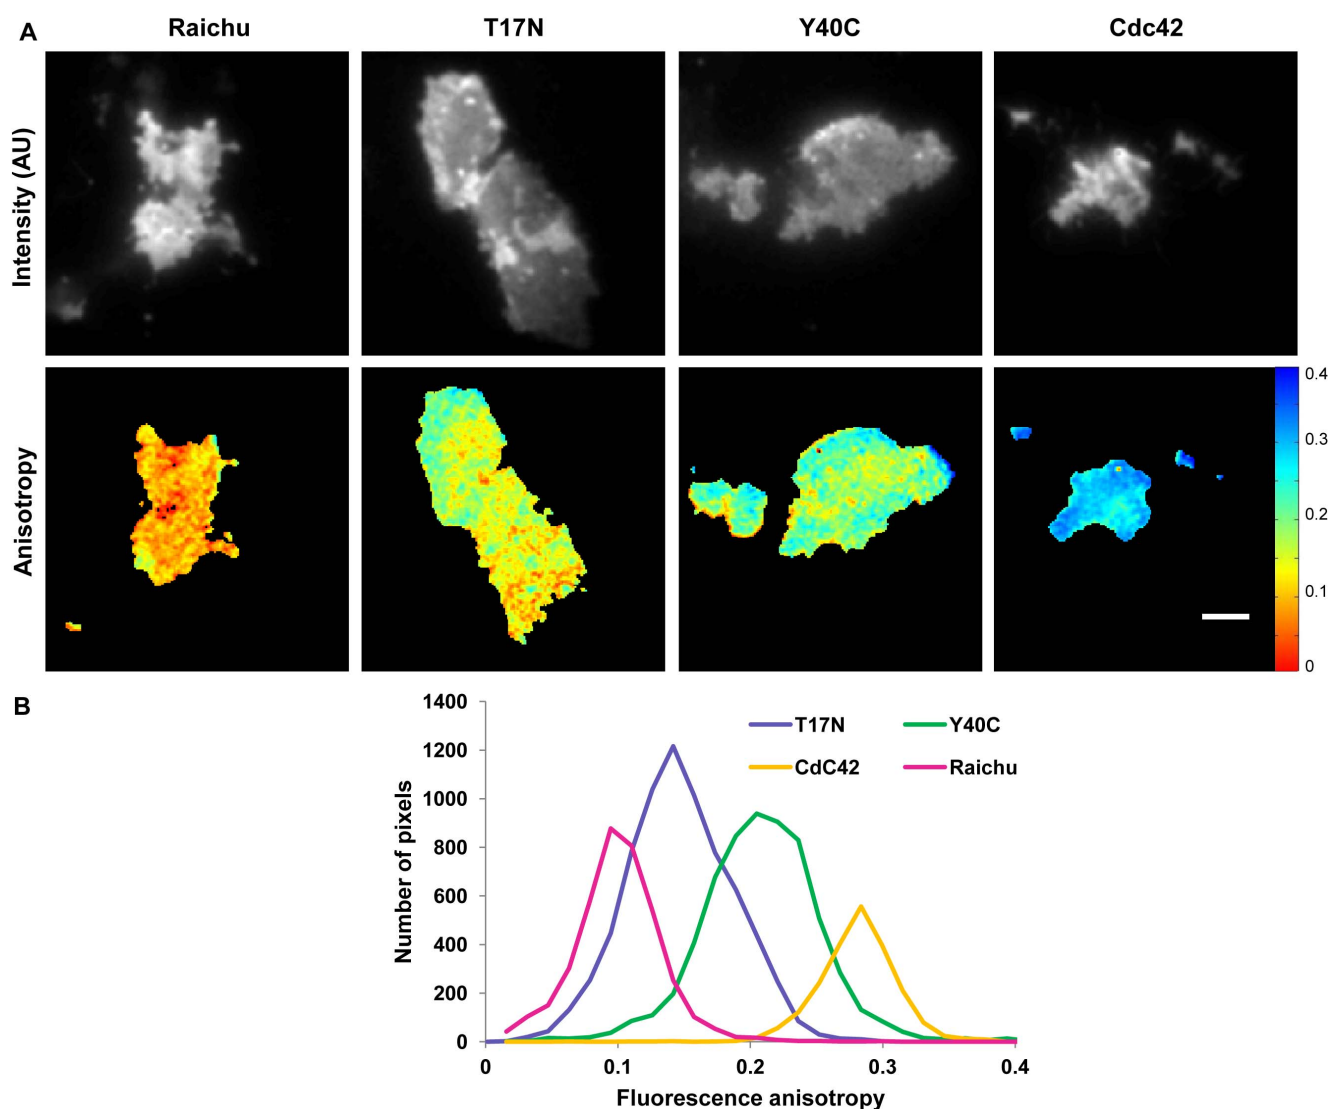 A
Raichu
T17N
Y40C
Cdc42
Intensity (AU)
Anisotropy
0.4
0.3
0.2
0.1
0
B
1400
1200
1000
800
600
400
200
0
Number of pixels
T17N
Y40C
CdC42
Raichu
0
0.1
0.2
0.3
0.4
Fluorescence anisotropy